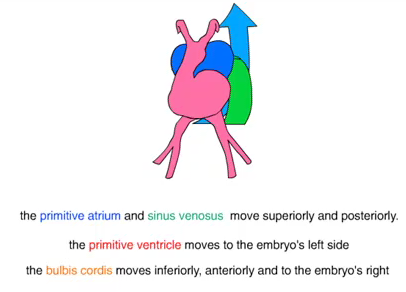 the primitive atrium and sinus venosus move superiorly and posteriorly.
the primitive ventricle moves to the embryo's left side
the bulbis cordis moves inferiorly, anteriorly and to the embryo's right